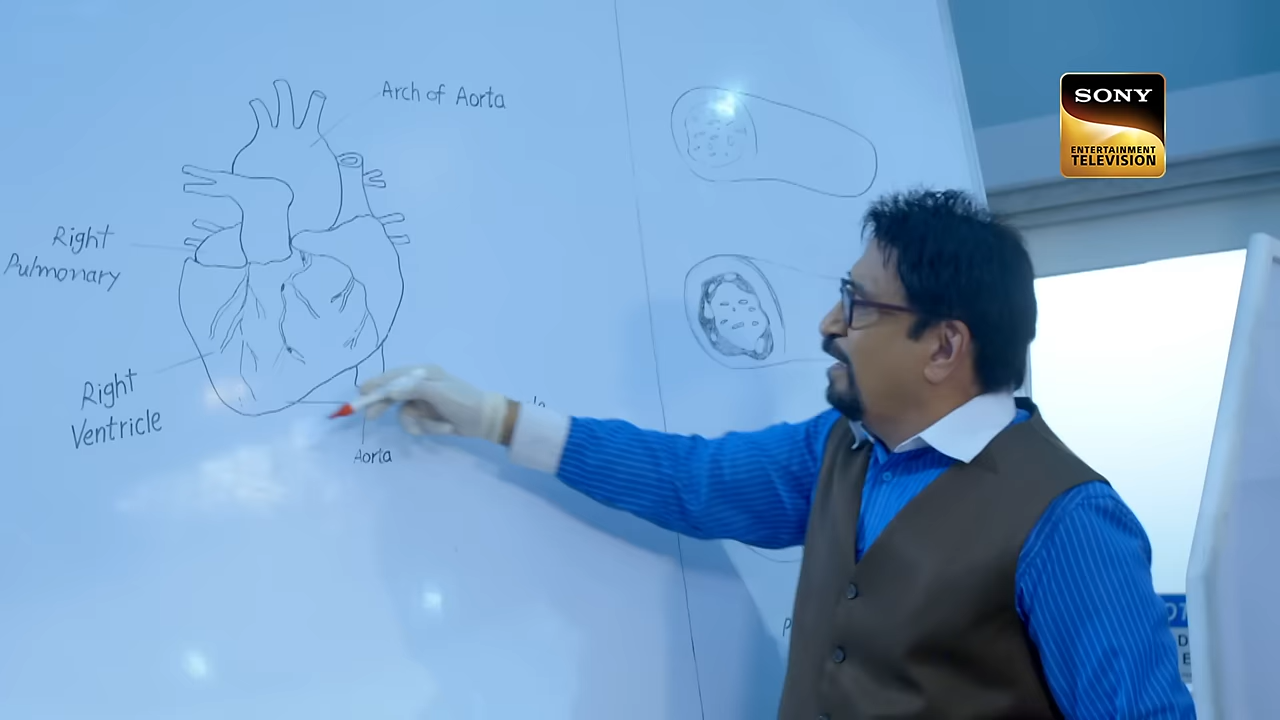 Arch of Aorta
Right
Pulmonary
Right
Ventricle
Aorta
SONY
ENTERTAINMENT
TELEVISION